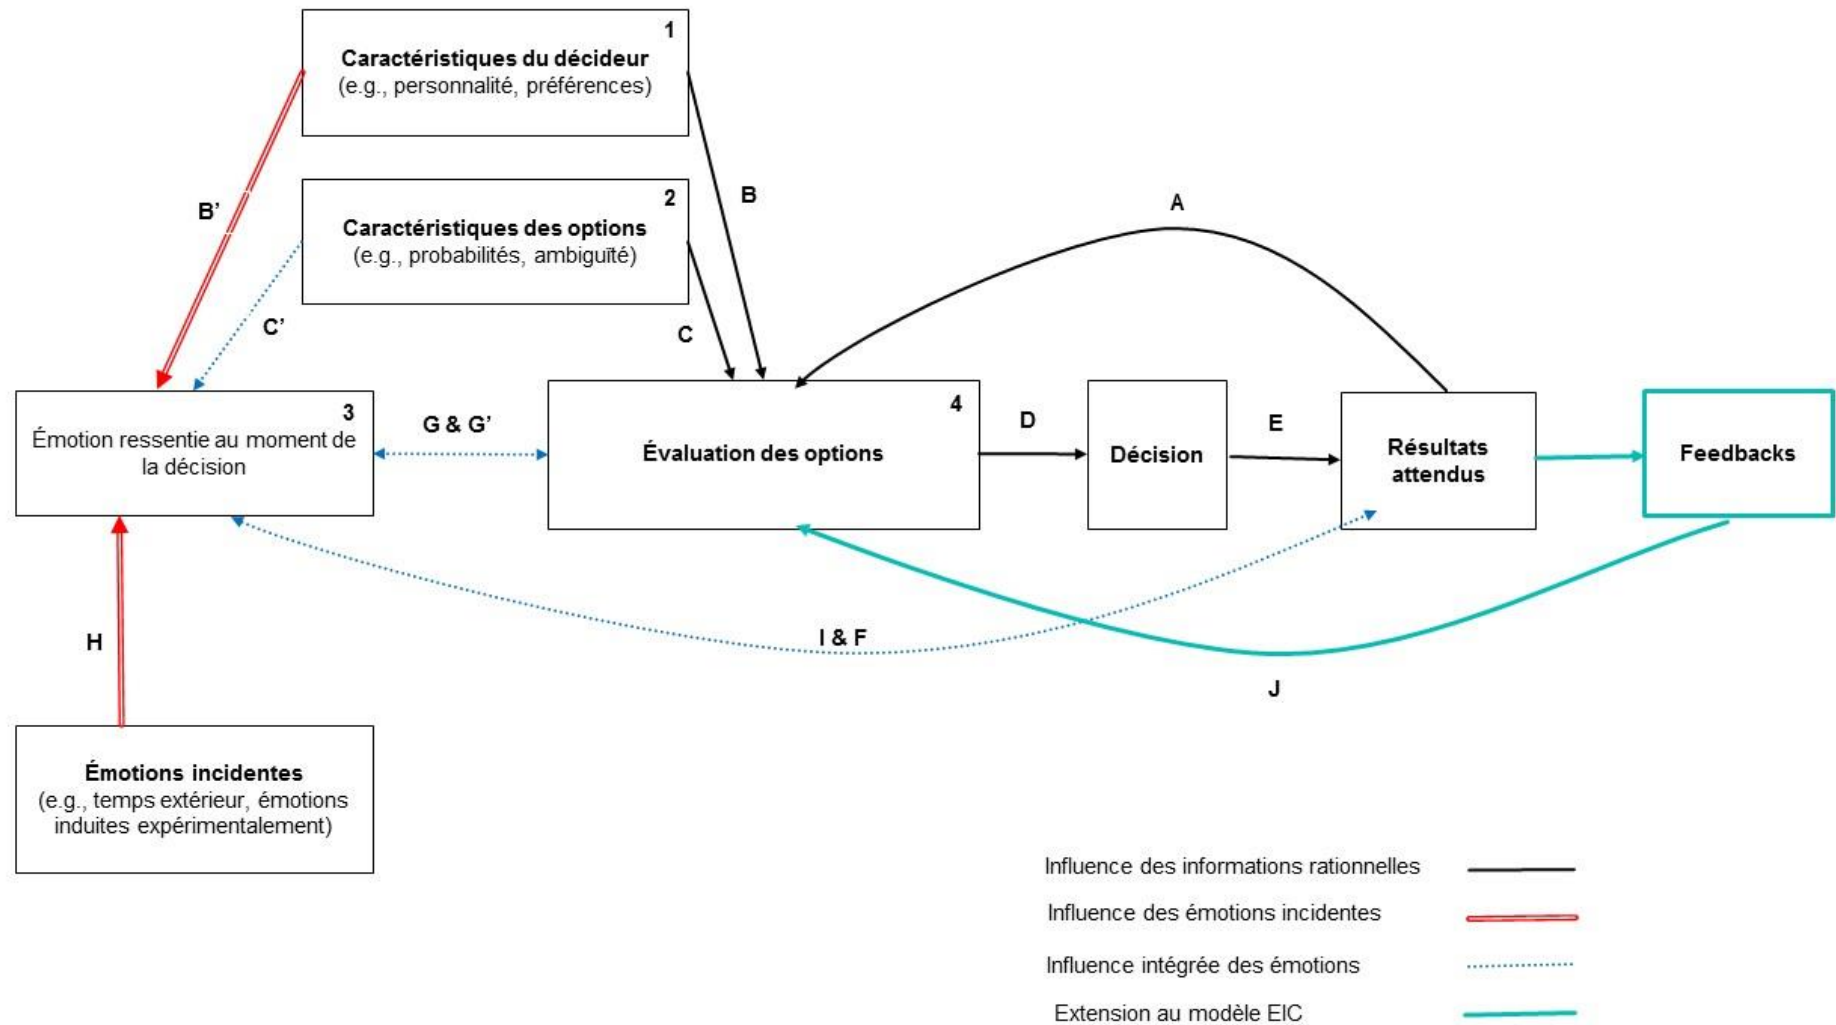 1
Caractéristiques du décideur
(e.g., personnalité, préférences)
B'
B
2
Caractéristiques des options
(e.g., probabilités, ambiguïté)
A
C'
C
3
Émotion ressentie au moment de
la décision
G & G'
4
Évaluation des options
D
Décision
E
Résultats
attendus
Feedbacks
H
I & F
J
Émotions incidentes
(e.g., temps extérieur, émotions
induites expérimentalement)
Influence des informations rationnelles
Influence des émotions incidentes
Influence intégrée des émotions
Extension au modèle EIC